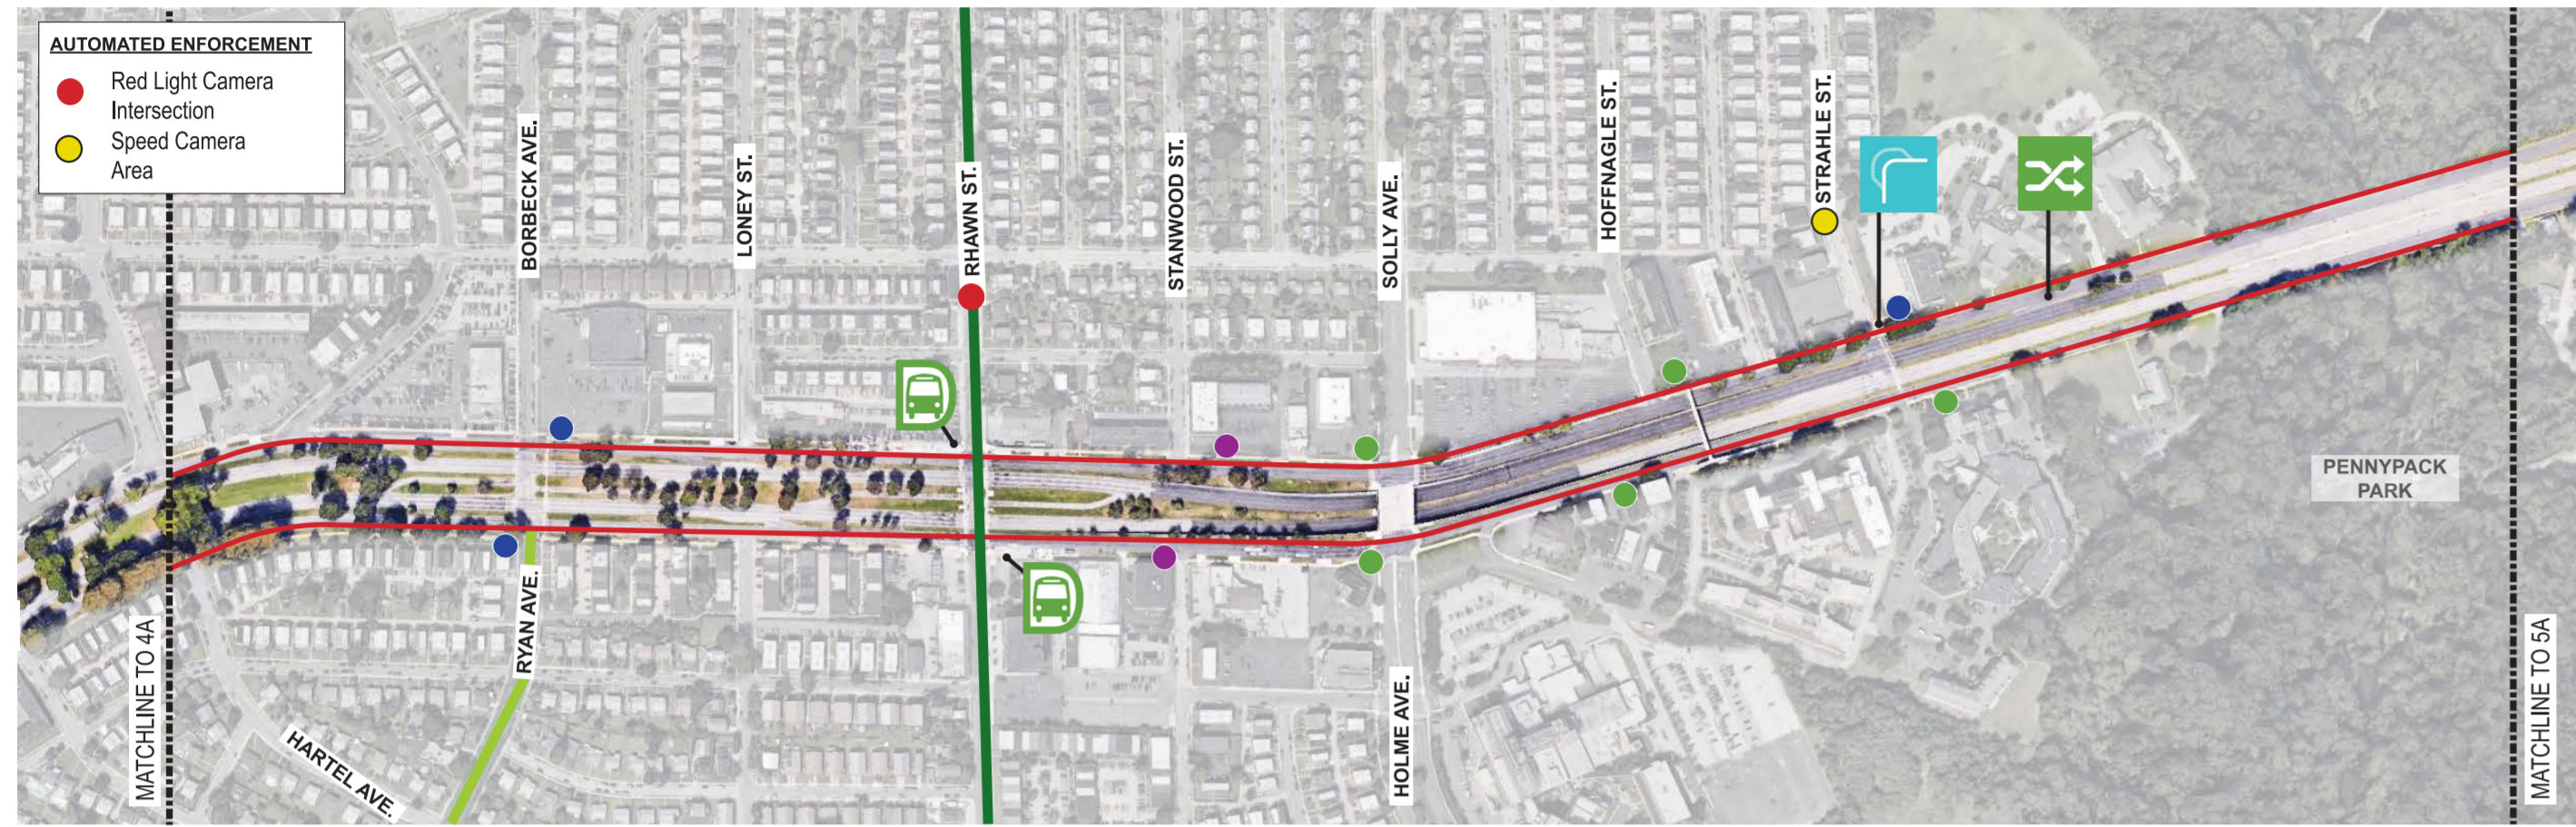 AUTOMATED ENFORCEMENT
Red Light Camera
Intersection
Speed Camera
Area
BORBECK AVE.
LONEY ST.
RHAWN ST.
STANWOOD ST.
SOLLY AVE.
HOFFNAGLE ST.
STRAHLE ST.
PENNYPACK
PARK
MATCHLINE TO 4A
HARTEL AVE.
RYAN AVE.
HOLME AVE.
MATCHLINE TO 5A